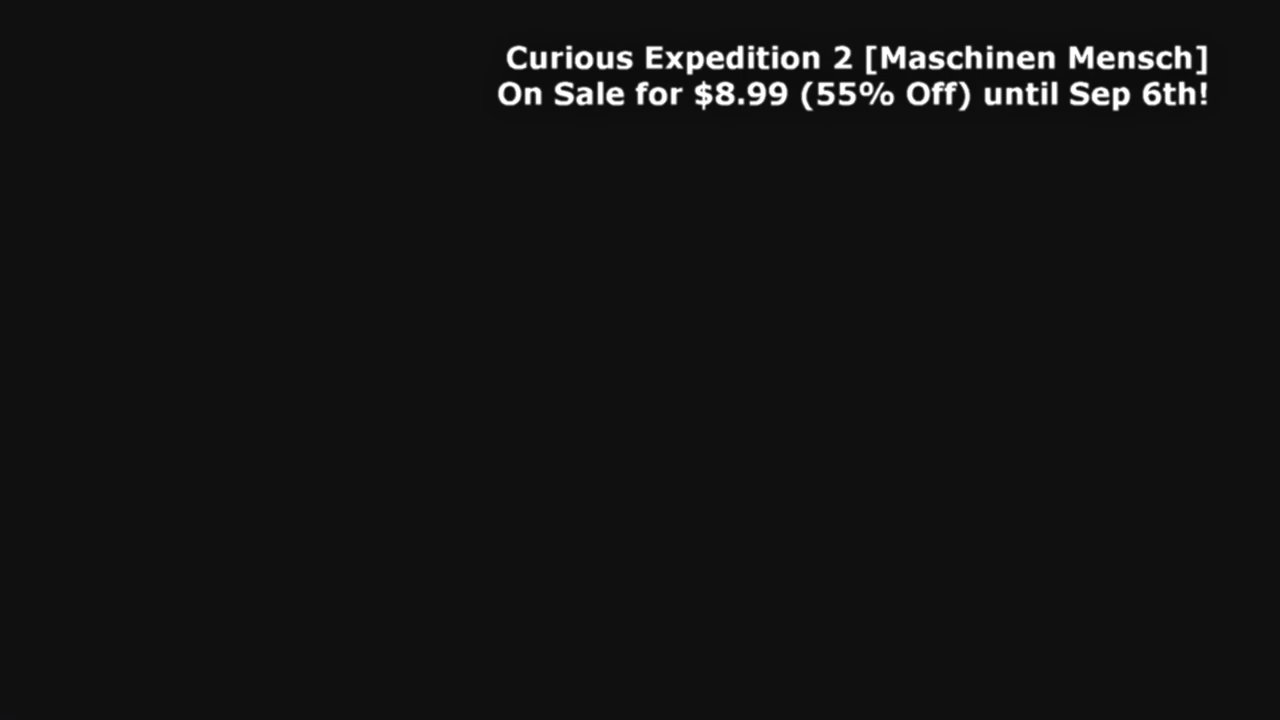 Curious Expedition 2 [Maschinen Mensch]
On Sale for $8.99 (55% Off) until Sep 6th!